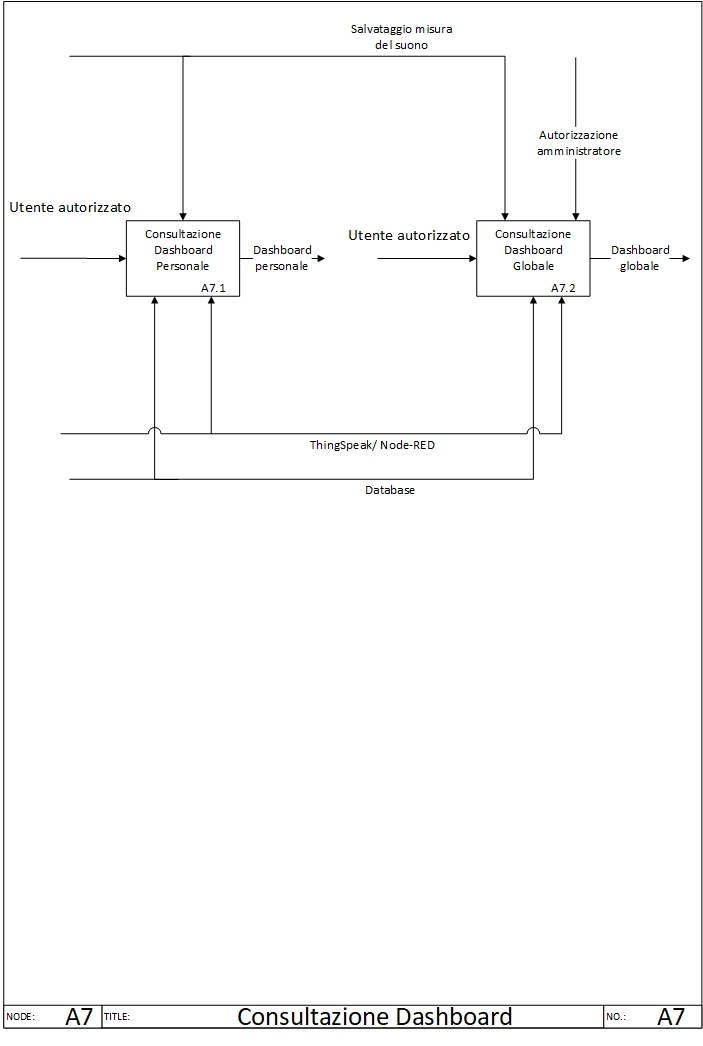 Salvataggio misura
del suono
Autorizzazione
amministratore
Utente autorizzato
Consultazione
Dashboard
Personale
A7.1
Dashboard
personale
Utente autorizzato
Consultazione
Dashboard
Globale
A7.2
Dashboard
globale
ThingSpeak/ Node-RED
Database
NODE: A7 TITLE: Consultazione Dashboard NO.: A7